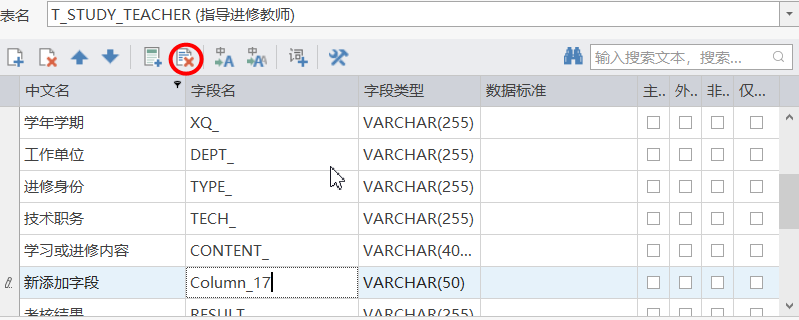 表名 T_STUDY_TEACHER (指导进修教师)
输入搜索文本，搜索...
中文名 字段名 字段类型 数据标准 主.. 外.. 非.. 仅...
学年学期 XQ_ VARCHAR(255)
工作单位 DEPT_ VARCHAR(255)
进修身份 TYPE_ VARCHAR(255)
技术职务 TECH_ VARCHAR(255)
学习或进修内容 CONTENT_ VARCHAR(40...
新添加字段 Column_17 VARCHAR(50)
考核结果 RESULT_ VARCHAR(255)